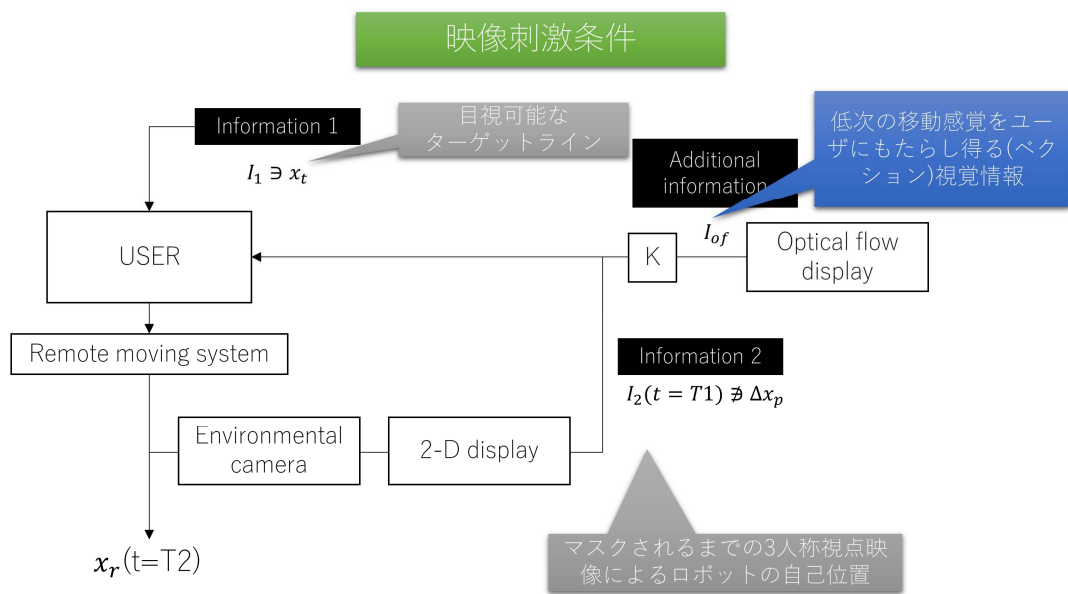 映像刺激条件
Information 1
目視可能な
ターゲットライン
I₁ ∋ xₜ
Additional
information
低次の移動感覚をユー
ザにもたらし得る(ベク
ション)視覚情報
I_{of}
USER
K
Optical flow
display
Remote moving system
Information 2
I₂(t = T1) ∌ Δxₚ
Environmental
camera
2-D display
マスクされるまでの3人称視点映
像によるロボットの自己位置
xᵣ(t=T2)